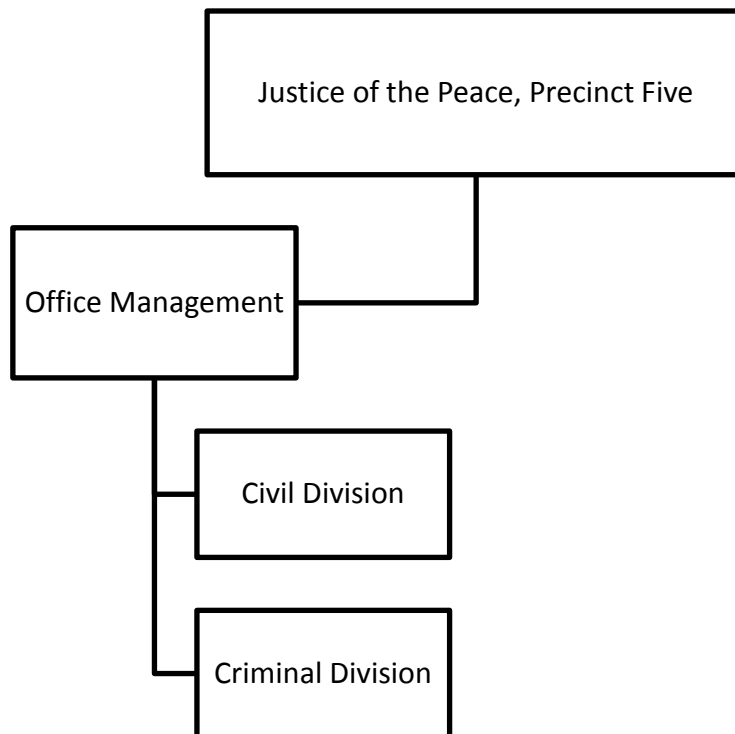 Justice of the Peace, Precinct Five
Office Management
Civil Division
Criminal Division